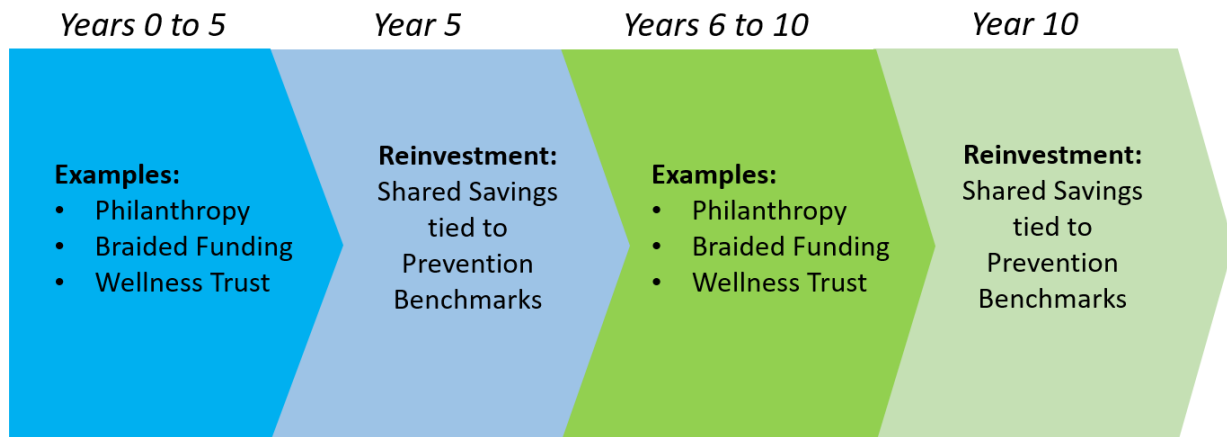 Years 0 to 5
Year 5
Years 6 to 10
Year 10
Examples:
• Philanthropy
• Braided Funding
• Wellness Trust
Reinvestment:
Shared Savings
tied to
Prevention
Benchmarks
Examples:
• Philanthropy
• Braided Funding
• Wellness Trust
Reinvestment:
Shared Savings
tied to
Prevention
Benchmarks